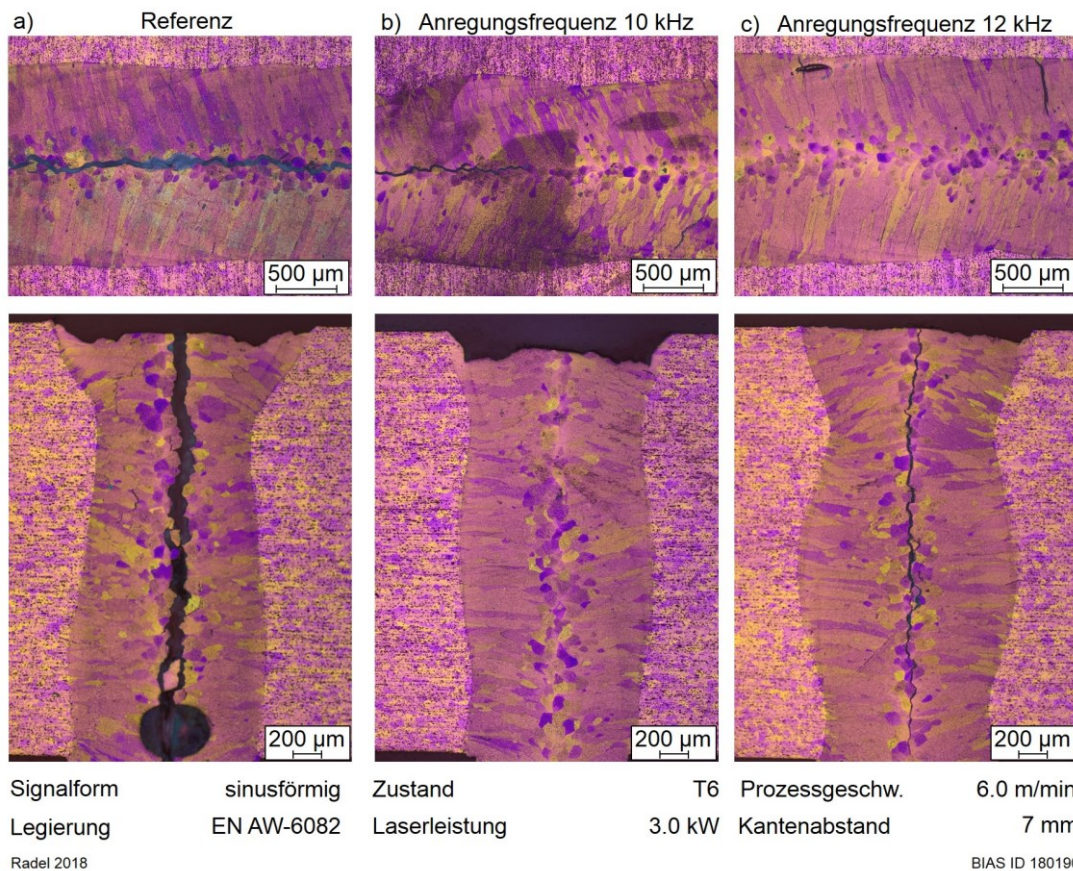 a) Referenz
b) Anregungsfrequenz 10 kHz
c) Anregungsfrequenz 12 kHz
500 µm
500 µm
500 µm
200 µm
200 µm
200 µm
Signalform sinusförmig Zustand T6 Prozessgeschw. 6.0 m/min
Legierung EN AW-6082 Laserleistung 3.0 kW Kantenabstand 7 mm
Radel 2018
BIAS ID 180190